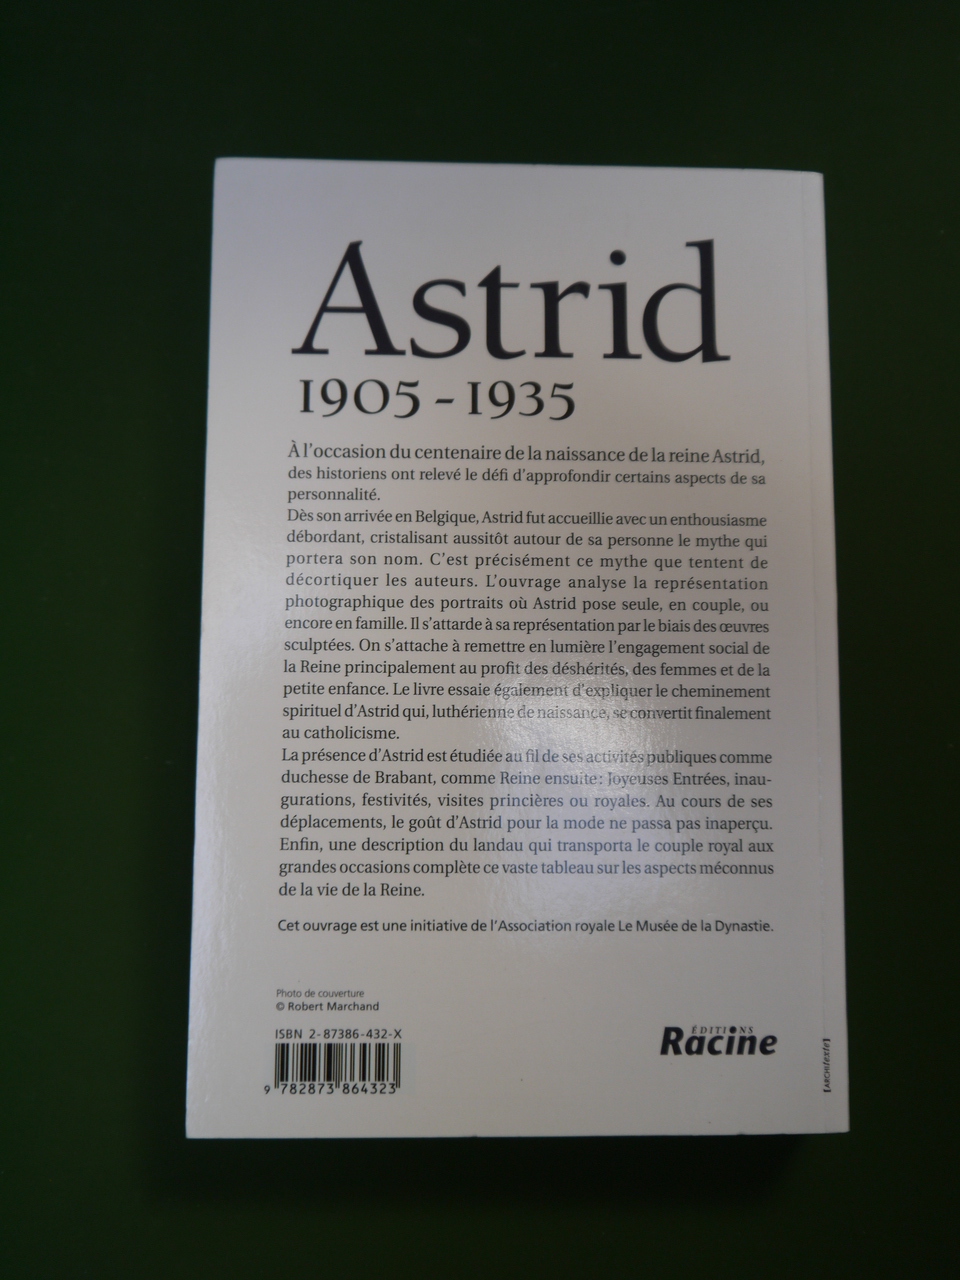 Astrid
1905 - 1935
À l'occasion du centenaire de la naissance de la reine Astrid,
des historiens ont relevé le défi d'approfondir certains aspects de sa
personnalité.
Dès son arrivée en Belgique, Astrid fut accueillie avec un enthousiasme
débordant, cristalisant aussitôt autour de sa personne le mythe qui
portera son nom. C'est précisément ce mythe que tentent de
décortiquer les auteurs. L'ouvrage analyse la représentation
photographique des portraits où Astrid pose seule, en couple, ou
encore en famille. Il s'attarde à sa représentation par le biais des œuvres
sculptées. On s'attache à remettre en lumière l'engagement social de
la Reine principalement au profit des déshérités, des femmes et de la
petite enfance. Le livre essaie également d'expliquer le cheminement
spirituel d'Astrid qui, luthérienne de naissance, se convertit finalement
au catholicisme.
La présence d'Astrid est étudiée au fil de ses activités publiques comme
duchesse de Brabant, comme Reine ensuite: Joyeuses Entrées, inau-
gurations, festivités, visites princières ou royales. Au cours de ses
déplacements, le goût d'Astrid pour la mode ne passa pas inaperçu.
Enfin, une description du landau qui transporta le couple royal aux
grandes occasions complète ce vaste tableau sur les aspects méconnus
de la vie de la Reine.
Cet ouvrage est une initiative de l'Association royale Le Musée de la Dynastie.
Photo de couverture
© Robert Marchand
ISBN 2-87386-432-X
9 782873 864323
ÉDITIONS
Racine
[ARCHItexte]